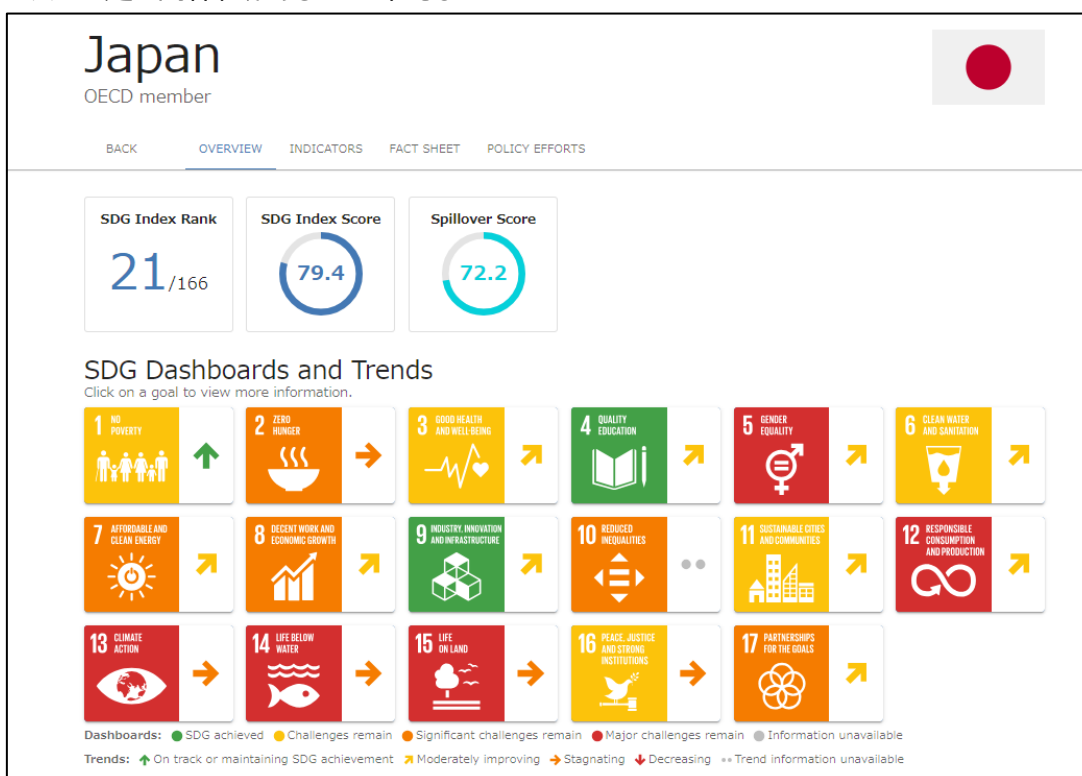 Japan
OECD member
BACK OVERVIEW INDICATORS FACT SHEET POLICY EFFORTS
SDG Index Rank
21/166
SDG Index Score
79.4
Spillover Score
72.2
SDG Dashboards and Trends
Click on a goal to view more information.
1 NO
POVERTY
2 ZERO
HUNGER
3 GOOD HEALTH
AND WELL-BEING
4 QUALITY
EDUCATION
5 GENDER
EQUALITY
6 CLEAN WATER
AND SANITATION
7 AFFORDABLE AND
CLEAN ENERGY
8 DECENT WORK AND
ECONOMIC GROWTH
9 INDUSTRY, INNOVATION
AND INFRASTRUCTURE
10 REDUCED
INEQUALITIES
11 SUSTAINABLE CITIES
AND COMMUNITIES
12 RESPONSIBLE
CONSUMPTION
AND PRODUCTION
13 CLIMATE
ACTION
14 LIFE BELOW
WATER
15 LIFE
ON LAND
16 PEACE, JUSTICE
AND STRONG
INSTITUTIONS
17 PARTNERSHIPS
FOR THE GOALS
Dashboards: SDG achieved Challenges remain Significant challenges remain Major challenges remain Information unavailable
Trends: On track or maintaining SDG achievement Moderately improving Stagnating Decreasing Trend information unavailable